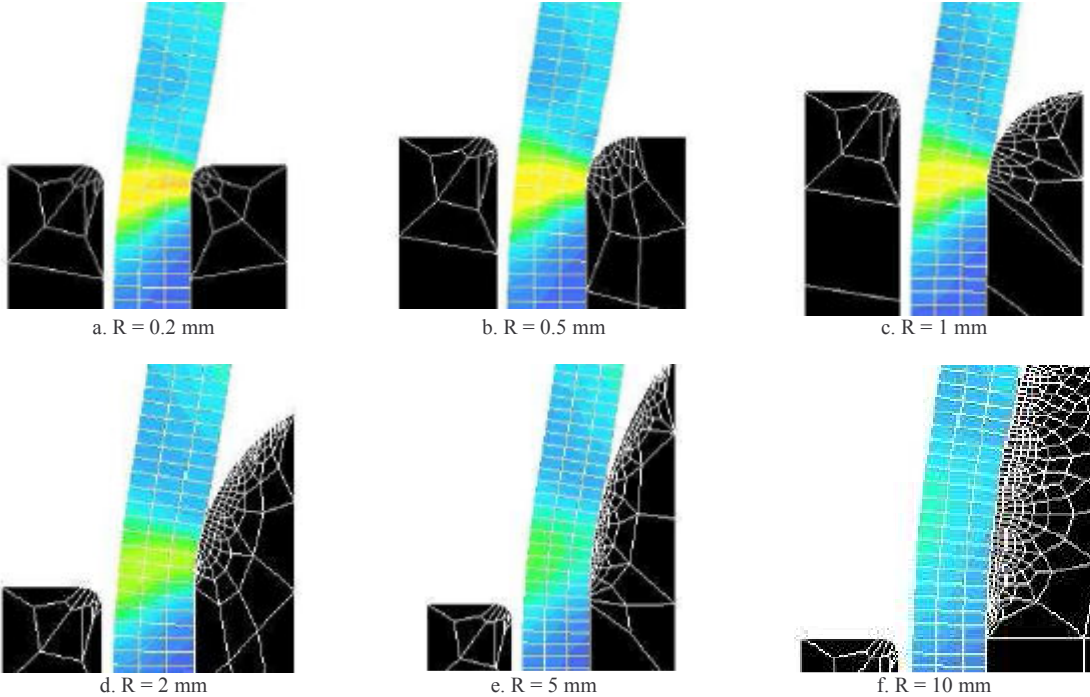 a. R = 0.2 mm
b. R = 0.5 mm
c. R = 1 mm
d. R = 2 mm
e. R = 5 mm
f. R = 10 mm